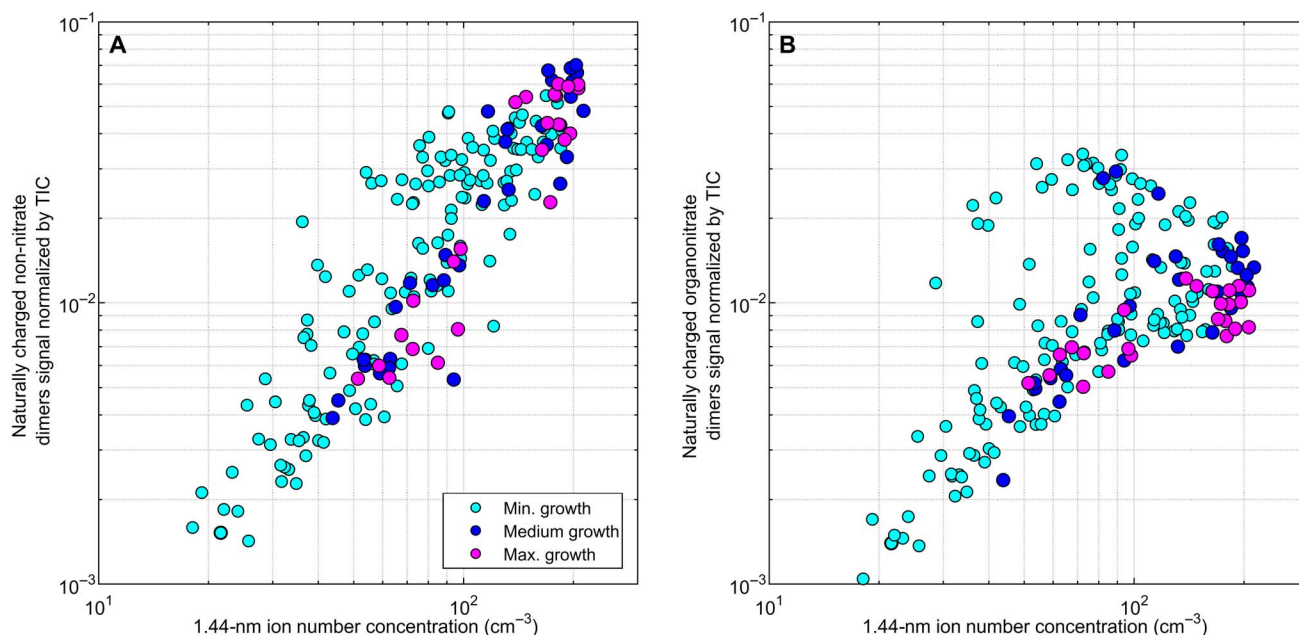 A
10⁻¹
10⁻²
10⁻³
10¹
10²
Naturally charged non-nitrate
dimers signal normalized by TIC
1.44-nm ion number concentration (cm⁻³)
Min. growth
Medium growth
Max. growth
B
10⁻¹
10⁻²
10⁻³
10¹
10²
Naturally charged organonitrate
dimers signal normalized by TIC
1.44-nm ion number concentration (cm⁻³)